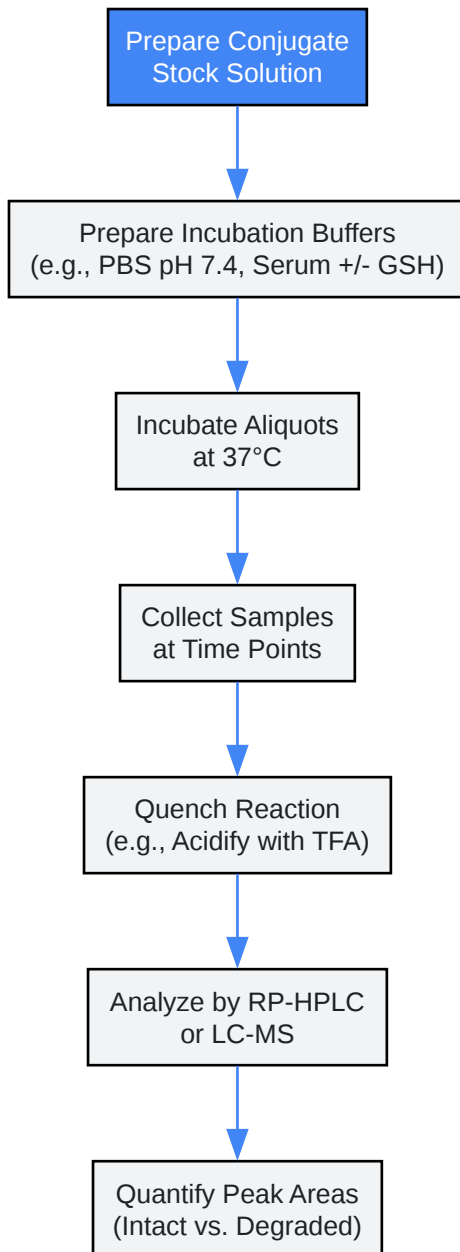 Prepare Conjugate
Stock Solution
Prepare Incubation Buffers
(e.g., PBS pH 7.4, Serum +/- GSH)
Incubate Aliquots
at 37°C
Collect Samples
at Time Points
Quench Reaction
(e.g., Acidify with TFA)
Analyze by RP-HPLC
or LC-MS
Quantify Peak Areas
(Intact vs. Degraded)